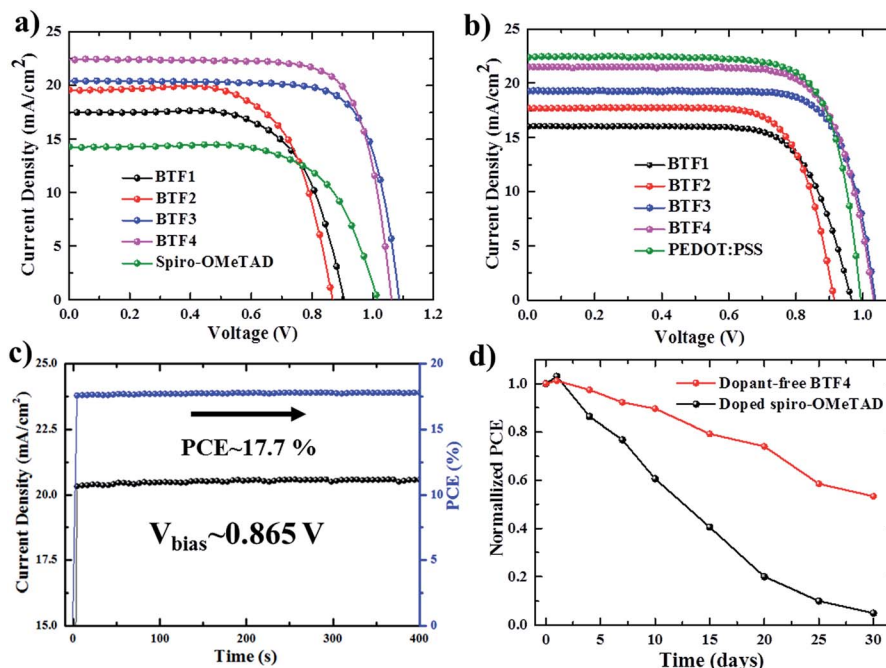 a)
Current Density (mA/cm²)
25
20
15
10
5
0
BTF1
BTF2
BTF3
BTF4
Spiro-OMeTAD
0.0 0.2 0.4 0.6 0.8 1.0 1.2
Voltage (V)
b)
Current Density (mA/cm²)
25
20
15
10
5
0
BTF1
BTF2
BTF3
BTF4
PEDOT:PSS
0.0 0.2 0.4 0.6 0.8 1.0
Voltage (V)
c)
Current Density (mA/cm²)
25.0
22.5
20.0
17.5
15.0
PCE~17.7 %
V_bias~0.865 V
20
15
10
5
0
PCE (%)
0 100 200 300 400
Time (s)
d)
Normallized PCE
1.0
0.8
0.6
0.4
0.2
0.0
Dopant-free BTF4
Doped spiro-OMeTAD
0 5 10 15 20 25 30
Time (days)